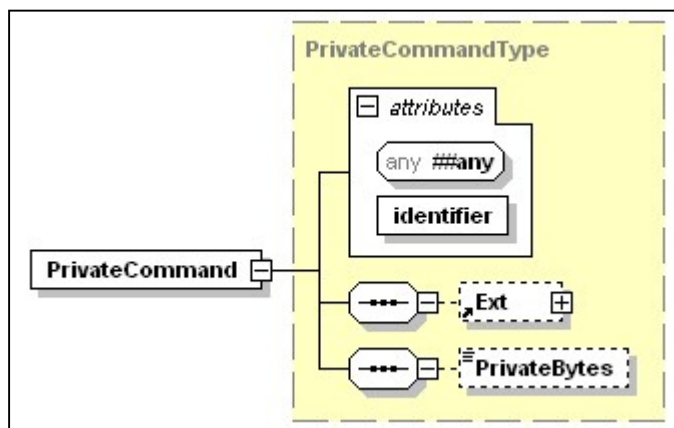 PrivateCommandType
attributes
any ##any
identifier
PrivateCommand
Ext
PrivateBytes